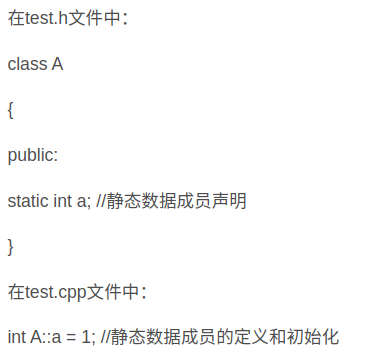 在test.h文件中：
class A
{
public:
static int a; //静态数据成员声明
}
在test.cpp文件中：
int A::a = 1; //静态数据成员的定义和初始化